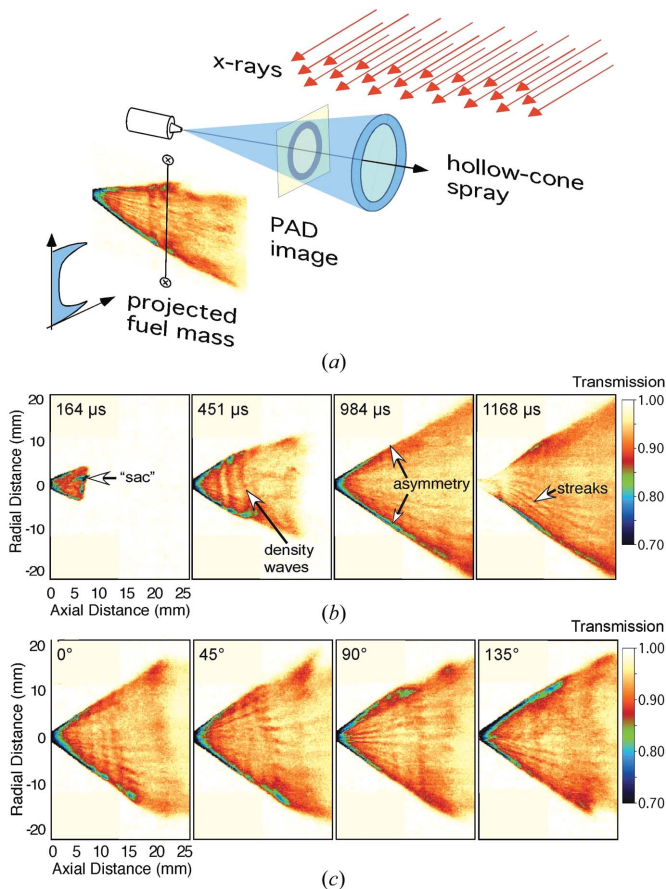 x-rays
hollow-cone
spray
PAD
image
projected
fuel mass
(a)
Transmission
20
10
0
-10
-20
Radial Distance (mm)
164 µs
"sac"
451 µs
density
waves
984 µs
asymmetry
1168 µs
streaks
1.00
0.90
0.80
0.70
0 5 10 15 20 25
Axial Distance (mm)
(b)
Transmission
20
10
0
-10
-20
Radial Distance (mm)
0°
45°
90°
135°
1.00
0.90
0.80
0.70
0 5 10 15 20 25
Axial Distance (mm)
(c)